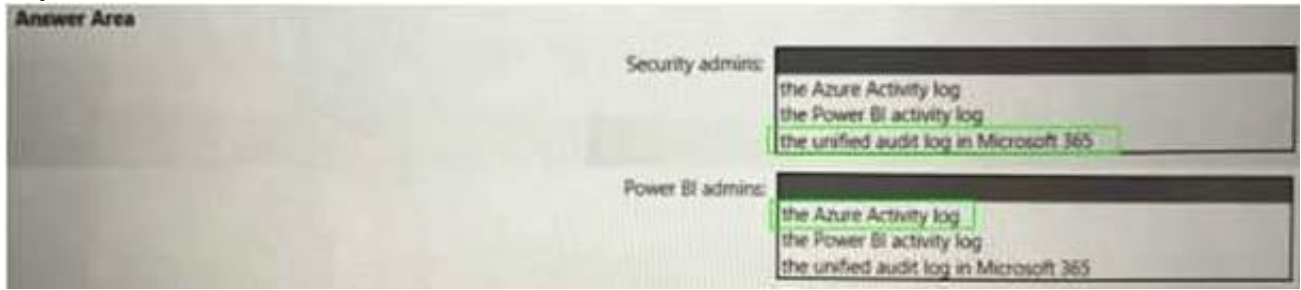 Answer Area
Security admins:
the Azure Activity log
the Power BI activity log
the unified audit log in Microsoft 365
Power BI admins:
the Azure Activity log
the Power BI activity log
the unified audit log in Microsoft 365